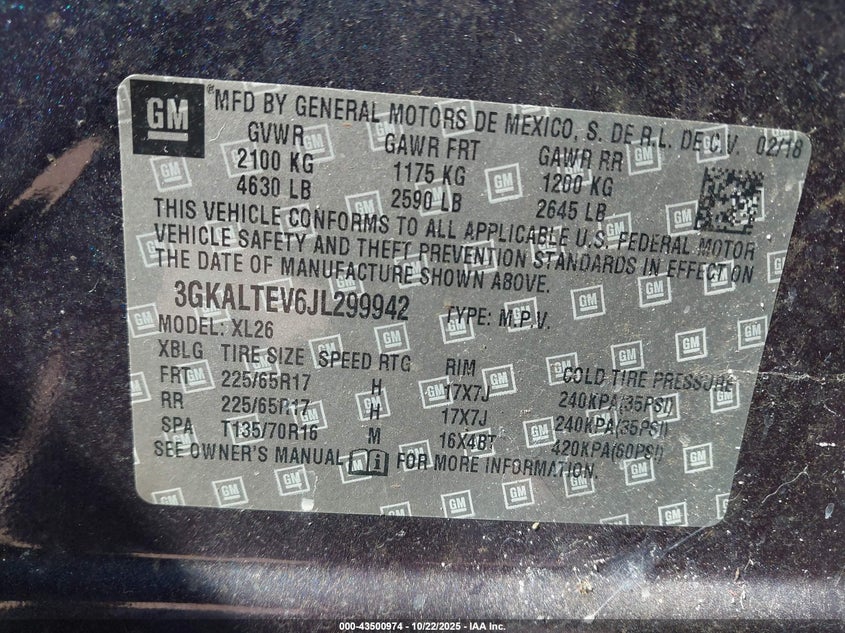 GM
®MFD BY GENERAL MOTORS DE MEXICO, S. DE R.L. DE C.V. 02/18
GVWR GAWR FRT GAWR RR
2100 KG 1175 KG 1200 KG
4630 LB 2590 LB 2645 LB
THIS VEHICLE CONFORMS TO ALL APPLICABLE U.S. FEDERAL MOTOR
VEHICLE SAFETY AND THEFT PREVENTION STANDARDS IN EFFECT ON
THE DATE OF MANUFACTURE SHOWN ABOVE.
3GKALTEV6JL299942 TYPE: M.P.V.
MODEL: XL26
XBLG TIRE SIZE SPEED RTG RIM COLD TIRE PRESSURE
FRT 225/65R17 H 17X7J 240KPA(35PSI)
RR 225/65R17 H 17X7J 240KPA(35PSI)
SPA T135/70R16 M 16X4BT 420KPA(60PSI)
SEE OWNER'S MANUAL FOR MORE INFORMATION.
000-43500974 - 10/22/2025 - IAA Inc.